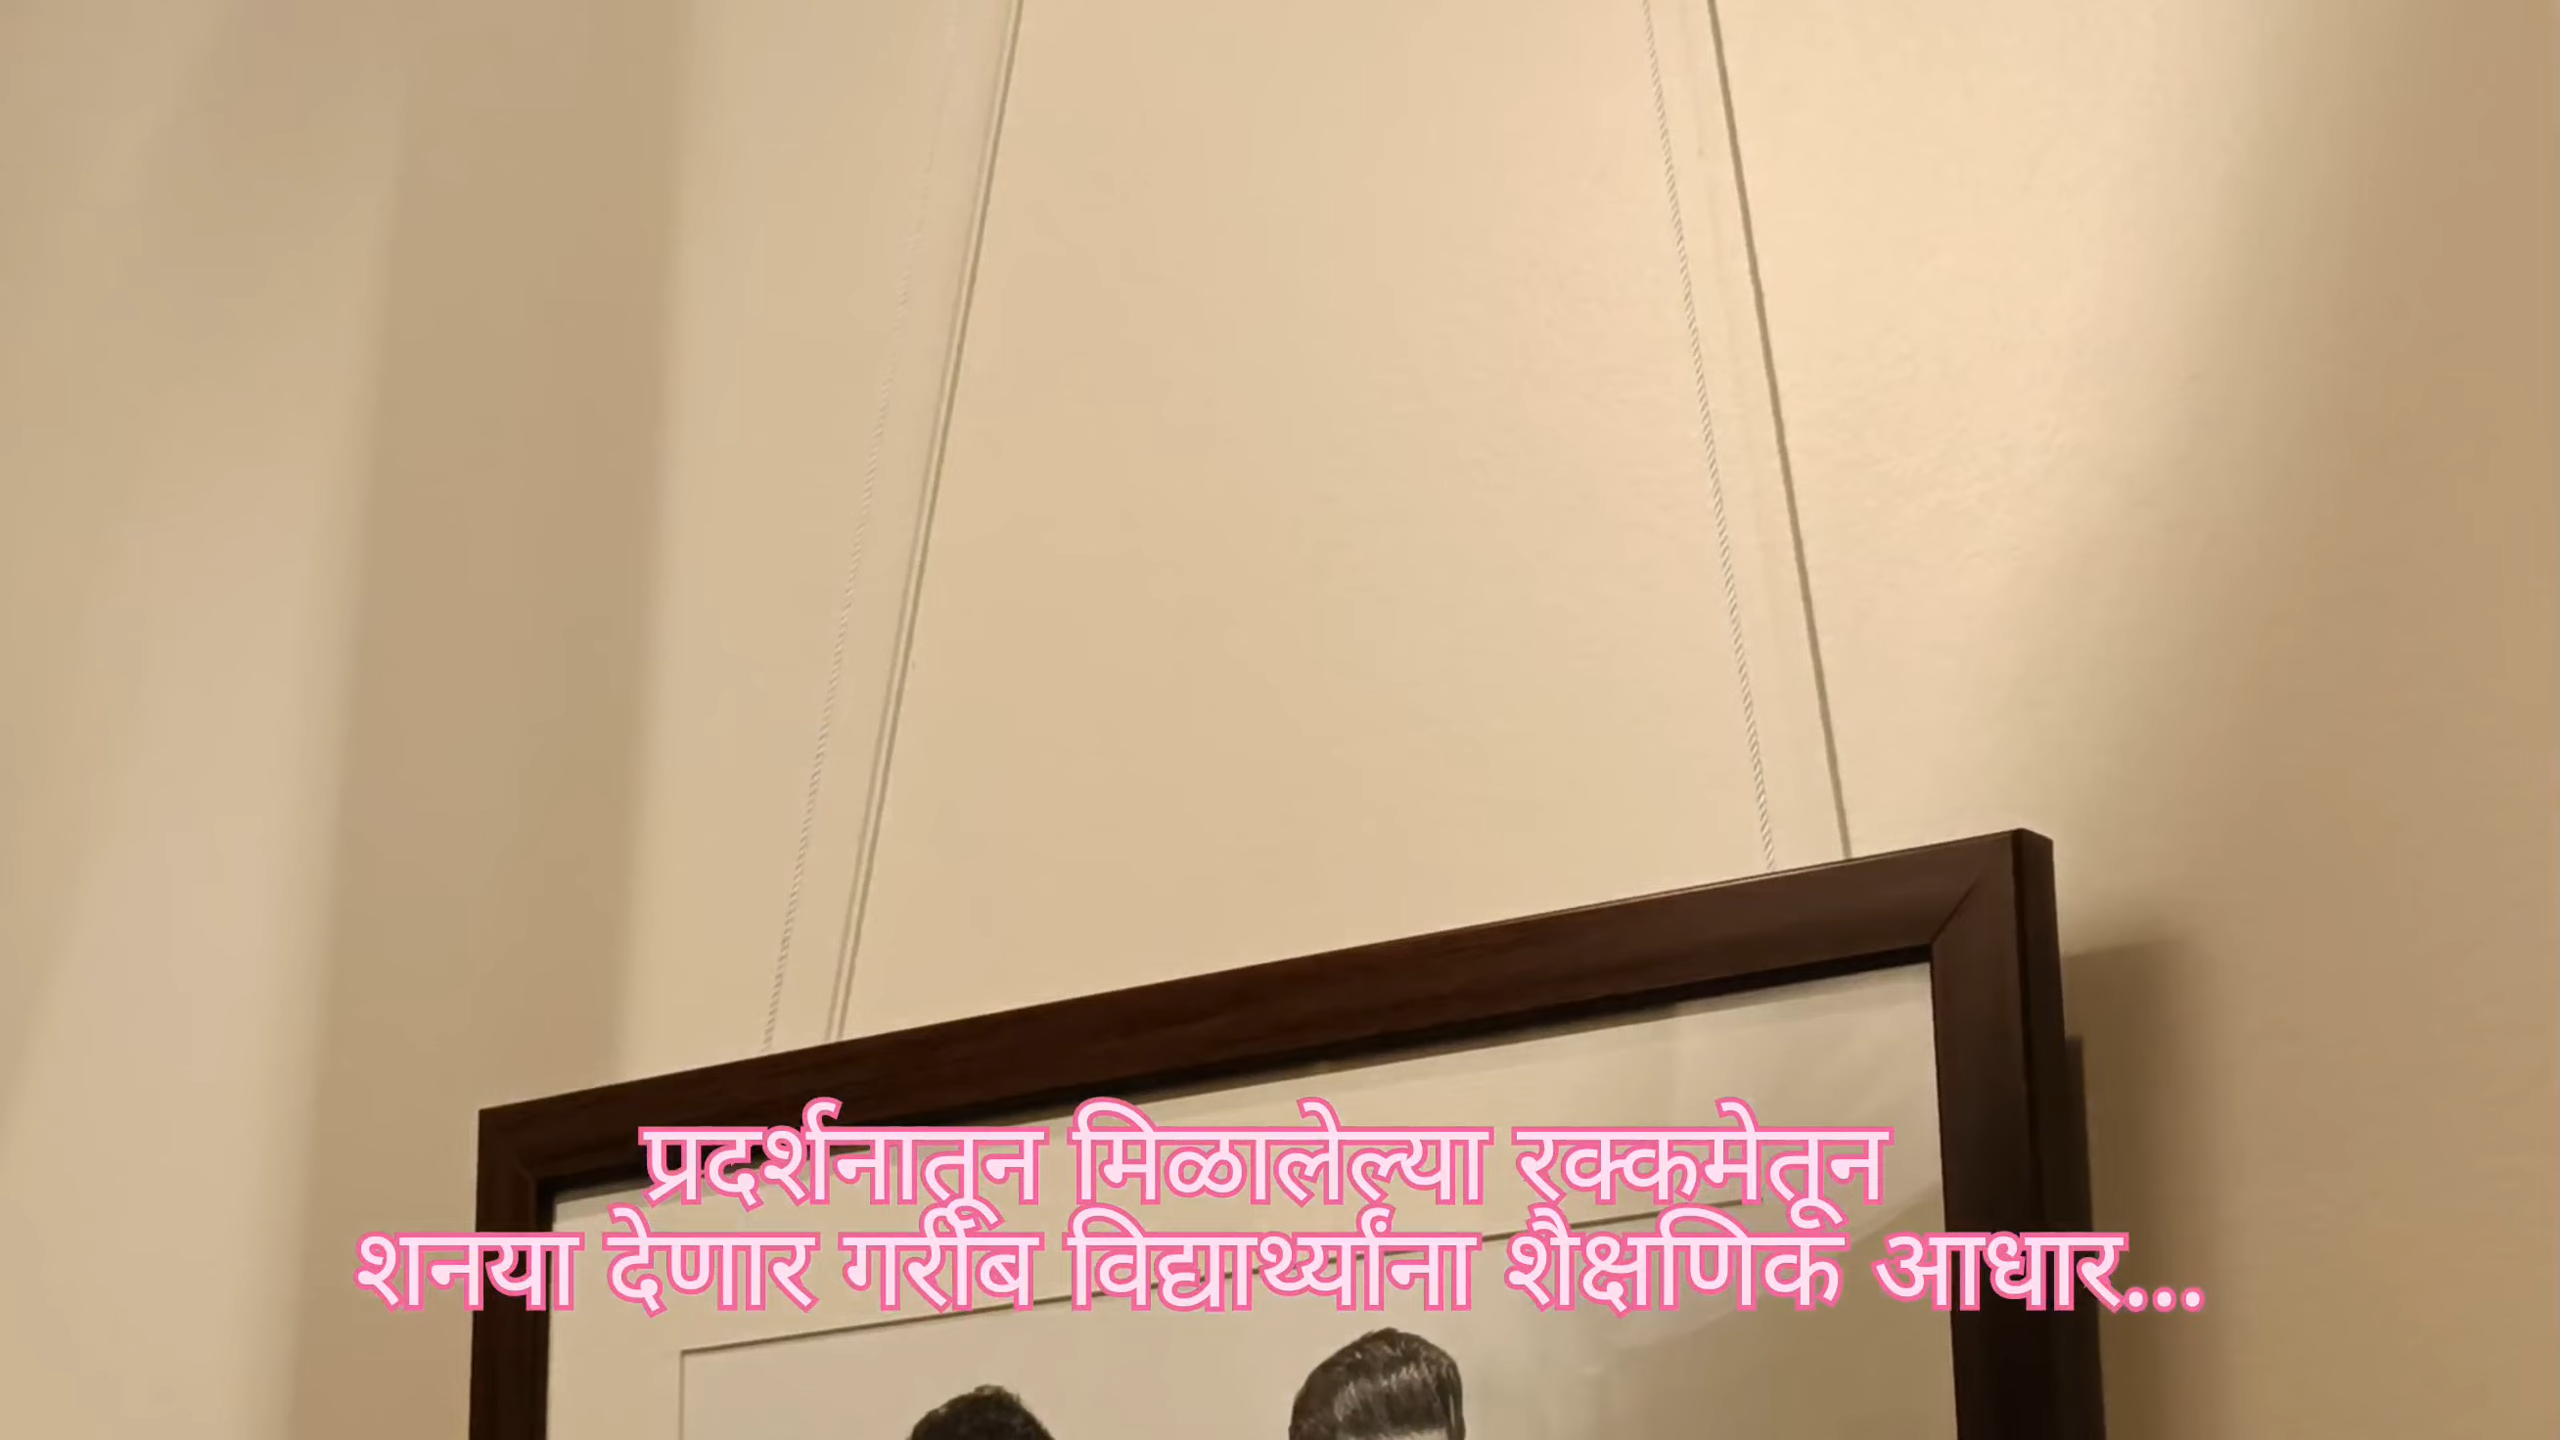 प्रदर्शनातून मिळालेल्या रक्कमेतून
शनया देणार गरीब विद्यार्थ्यांना शैक्षणिक आधार...